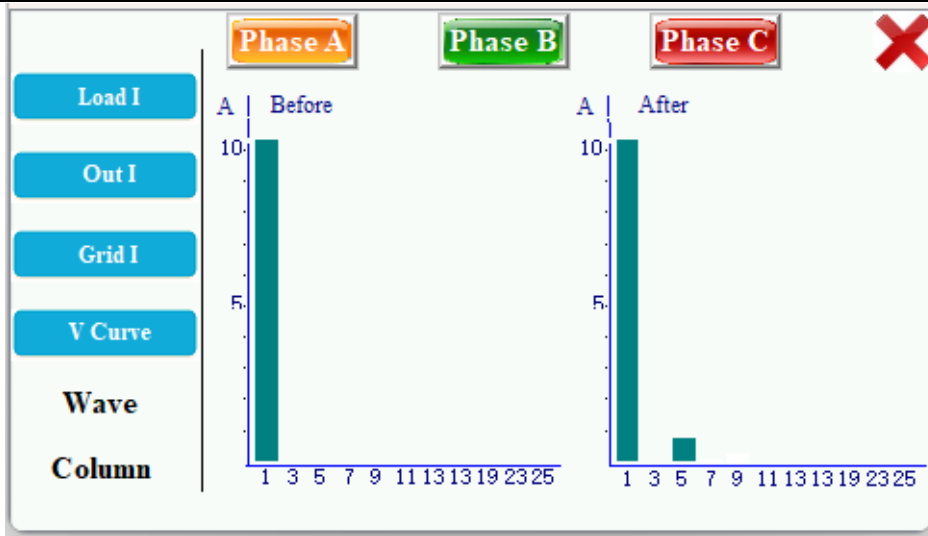 Phase A Phase B Phase C
Load I
Out I
Grid I
V Curve
Wave
Column
A Before
10
5
1 3 5 7 9 11 13 13 19 23 25
A After
10
5
1 3 5 7 9 11 13 13 19 23 25